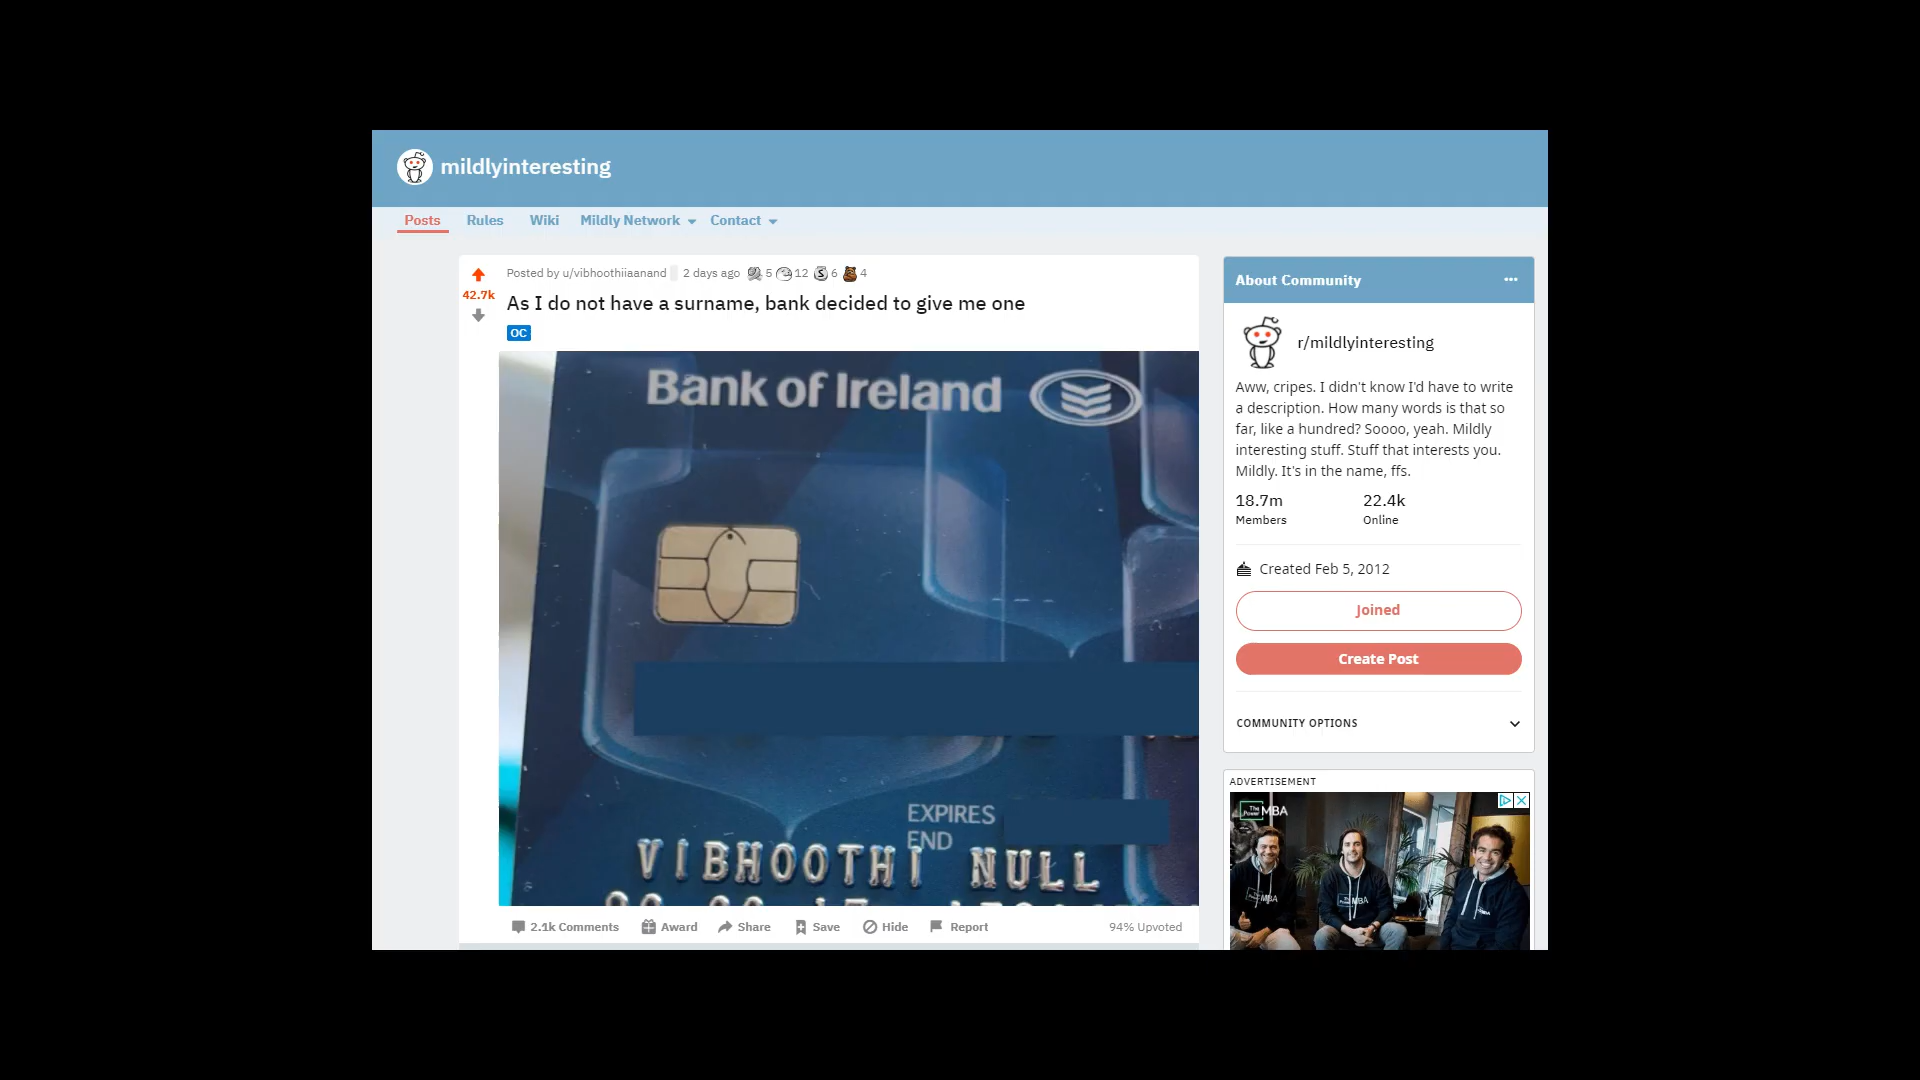 mildlyinteresting
Posts Rules Wiki Mildly Network Contact
Posted by u/vibhoothiiaanand 2 days ago 5 12 6 4
42.7k
As I do not have a surname, bank decided to give me one
OC
Bank of Ireland
EXPIRES
END
VIBHOOTHI NULL
2.1k Comments Award Share Save Hide Report 94% Upvoted
About Community
r/mildlyinteresting
Aww, cripes. I didn't know I'd have to write
a description. How many words is that so
far, like a hundred? Soooo, yeah. Mildly
interesting stuff. Stuff that interests you.
Mildly. It's in the name, ffs.
18.7m 22.4k
Members Online
Created Feb 5, 2012
Joined
Create Post
COMMUNITY OPTIONS
ADVERTISEMENT
The Power MBA